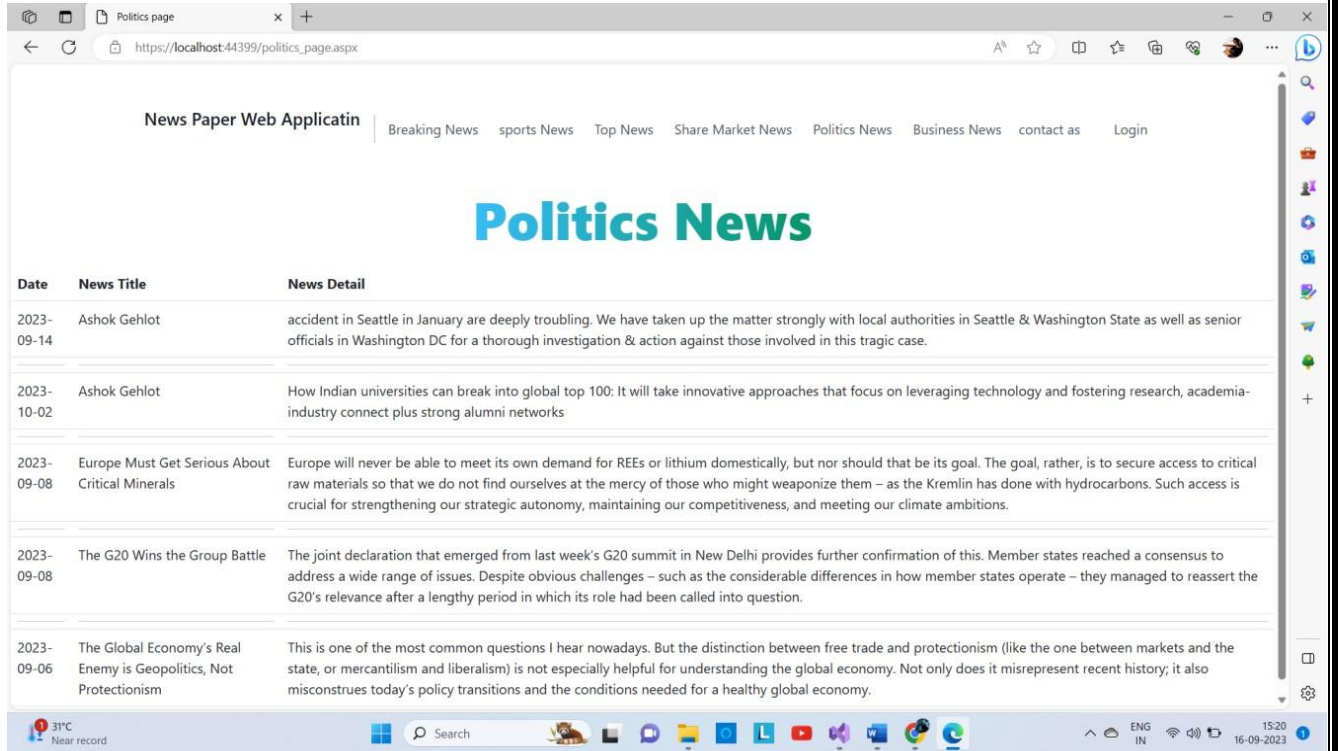 Politics page
https://localhost:44399/politics_page.aspx
News Paper Web Applicatin
Breaking News sports News Top News Share Market News Politics News Business News contact as Login
Politics News
Date News Title News Detail
2023- Ashok Gehlot accident in Seattle in January are deeply troubling. We have taken up the matter strongly with local authorities in Seattle & Washington State as well as senior
09-14 officials in Washington DC for a thorough investigation & action against those involved in this tragic case.
2023- Ashok Gehlot How Indian universities can break into global top 100: It will take innovative approaches that focus on leveraging technology and fostering research, academia-
10-02 industry connect plus strong alumni networks
2023- Europe Must Get Serious About Europe will never be able to meet its own demand for REEs or lithium domestically, but nor should that be its goal. The goal, rather, is to secure access to critical
09-08 Critical Minerals raw materials so that we do not find ourselves at the mercy of those who might weaponize them – as the Kremlin has done with hydrocarbons. Such access is
crucial for strengthening our strategic autonomy, maintaining our competitiveness, and meeting our climate ambitions.
2023- The G20 Wins the Group Battle The joint declaration that emerged from last week's G20 summit in New Delhi provides further confirmation of this. Member states reached a consensus to
09-08 address a wide range of issues. Despite obvious challenges – such as the considerable differences in how member states operate – they managed to reassert the
G20's relevance after a lengthy period in which its role had been called into question.
2023- The Global Economy's Real This is one of the most common questions I hear nowadays. But the distinction between free trade and protectionism (like the one between markets and the
09-06 Enemy is Geopolitics, Not state, or mercantilism and liberalism) is not especially helpful for understanding the global economy. Not only does it misrepresent recent history; it also
Protectionism misconstrues today's policy transitions and the conditions needed for a healthy global economy.
1 31°C Search L ENG 15:20
Near record IN 16-09-2023 1